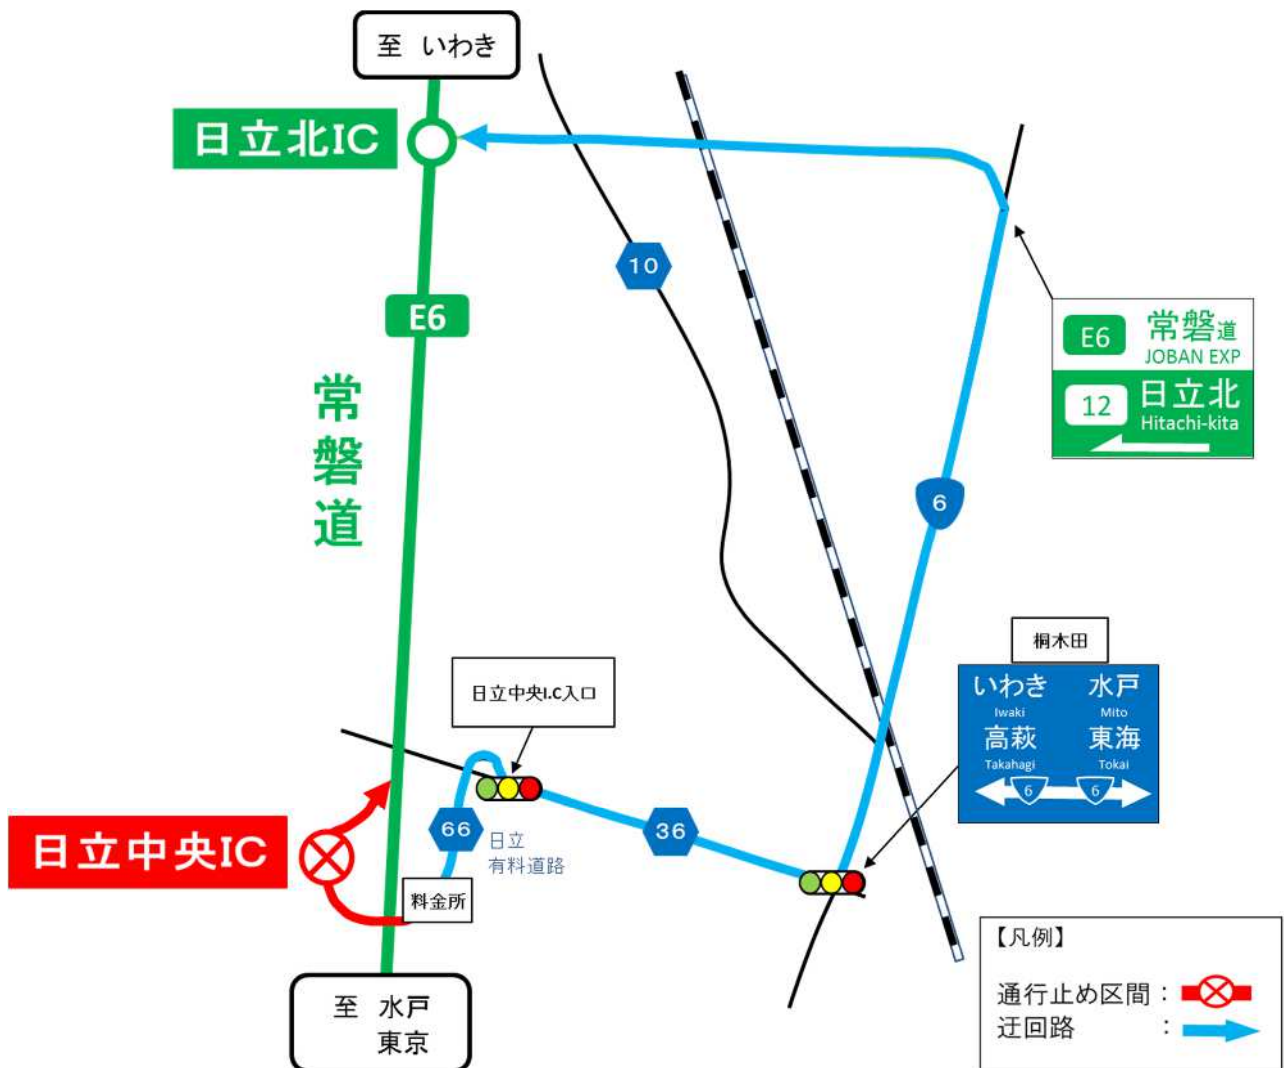 至 いわき
日立北IC
10
E6
常磐道
E6 常磐道
JOBAN EXP
12 日立北
Hitachi-kita
6
桐木田
いわき 水戸
Iwaki Mito
高萩 東海
Takahagi Tokai
6 6
日立中央I.C入口
日立中央IC
66
日立
有料道路
36
料金所
至 水戸
東京
【凡例】
通行止め区間：
迂回路 ：